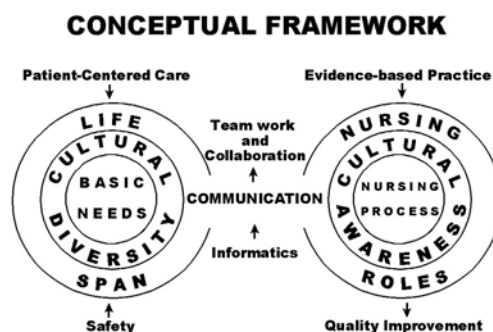 CONCEPTUAL FRAMEWORK
Patient-Centered Care
Evidence-based Practice
LIFE
SPAN
CULTURAL
DIVERSITY
BASIC
NEEDS
Team work
and
Collaboration
COMMUNICATION
Informatics
NURSING
ROLES
CULTURAL
AWARENESS
NURSING
PROCESS
Safety
Quality Improvement